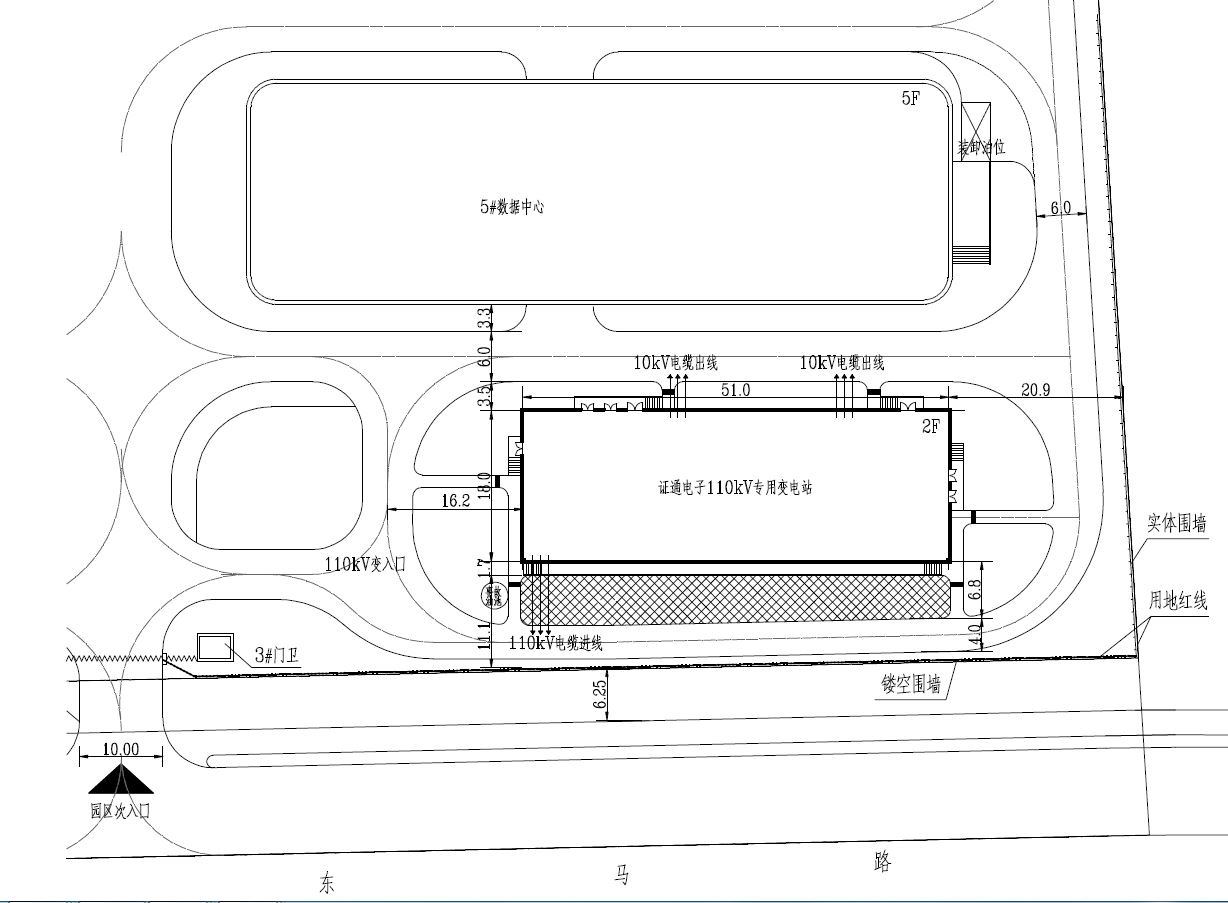 5F
装卸泊位
5#数据中心
6.0
3.3
6.0
10kV电缆出线
10kV电缆出线
3.5
51.0
20.9
2F
18.0
证通电子110kV专用变电站
16.2
实体围墙
110kV变入口
6.8
用地红线
11.1
4.0
110kV电缆进线
3#门卫
镂空围墙
6.25
10.00
园区次入口
东
马
路